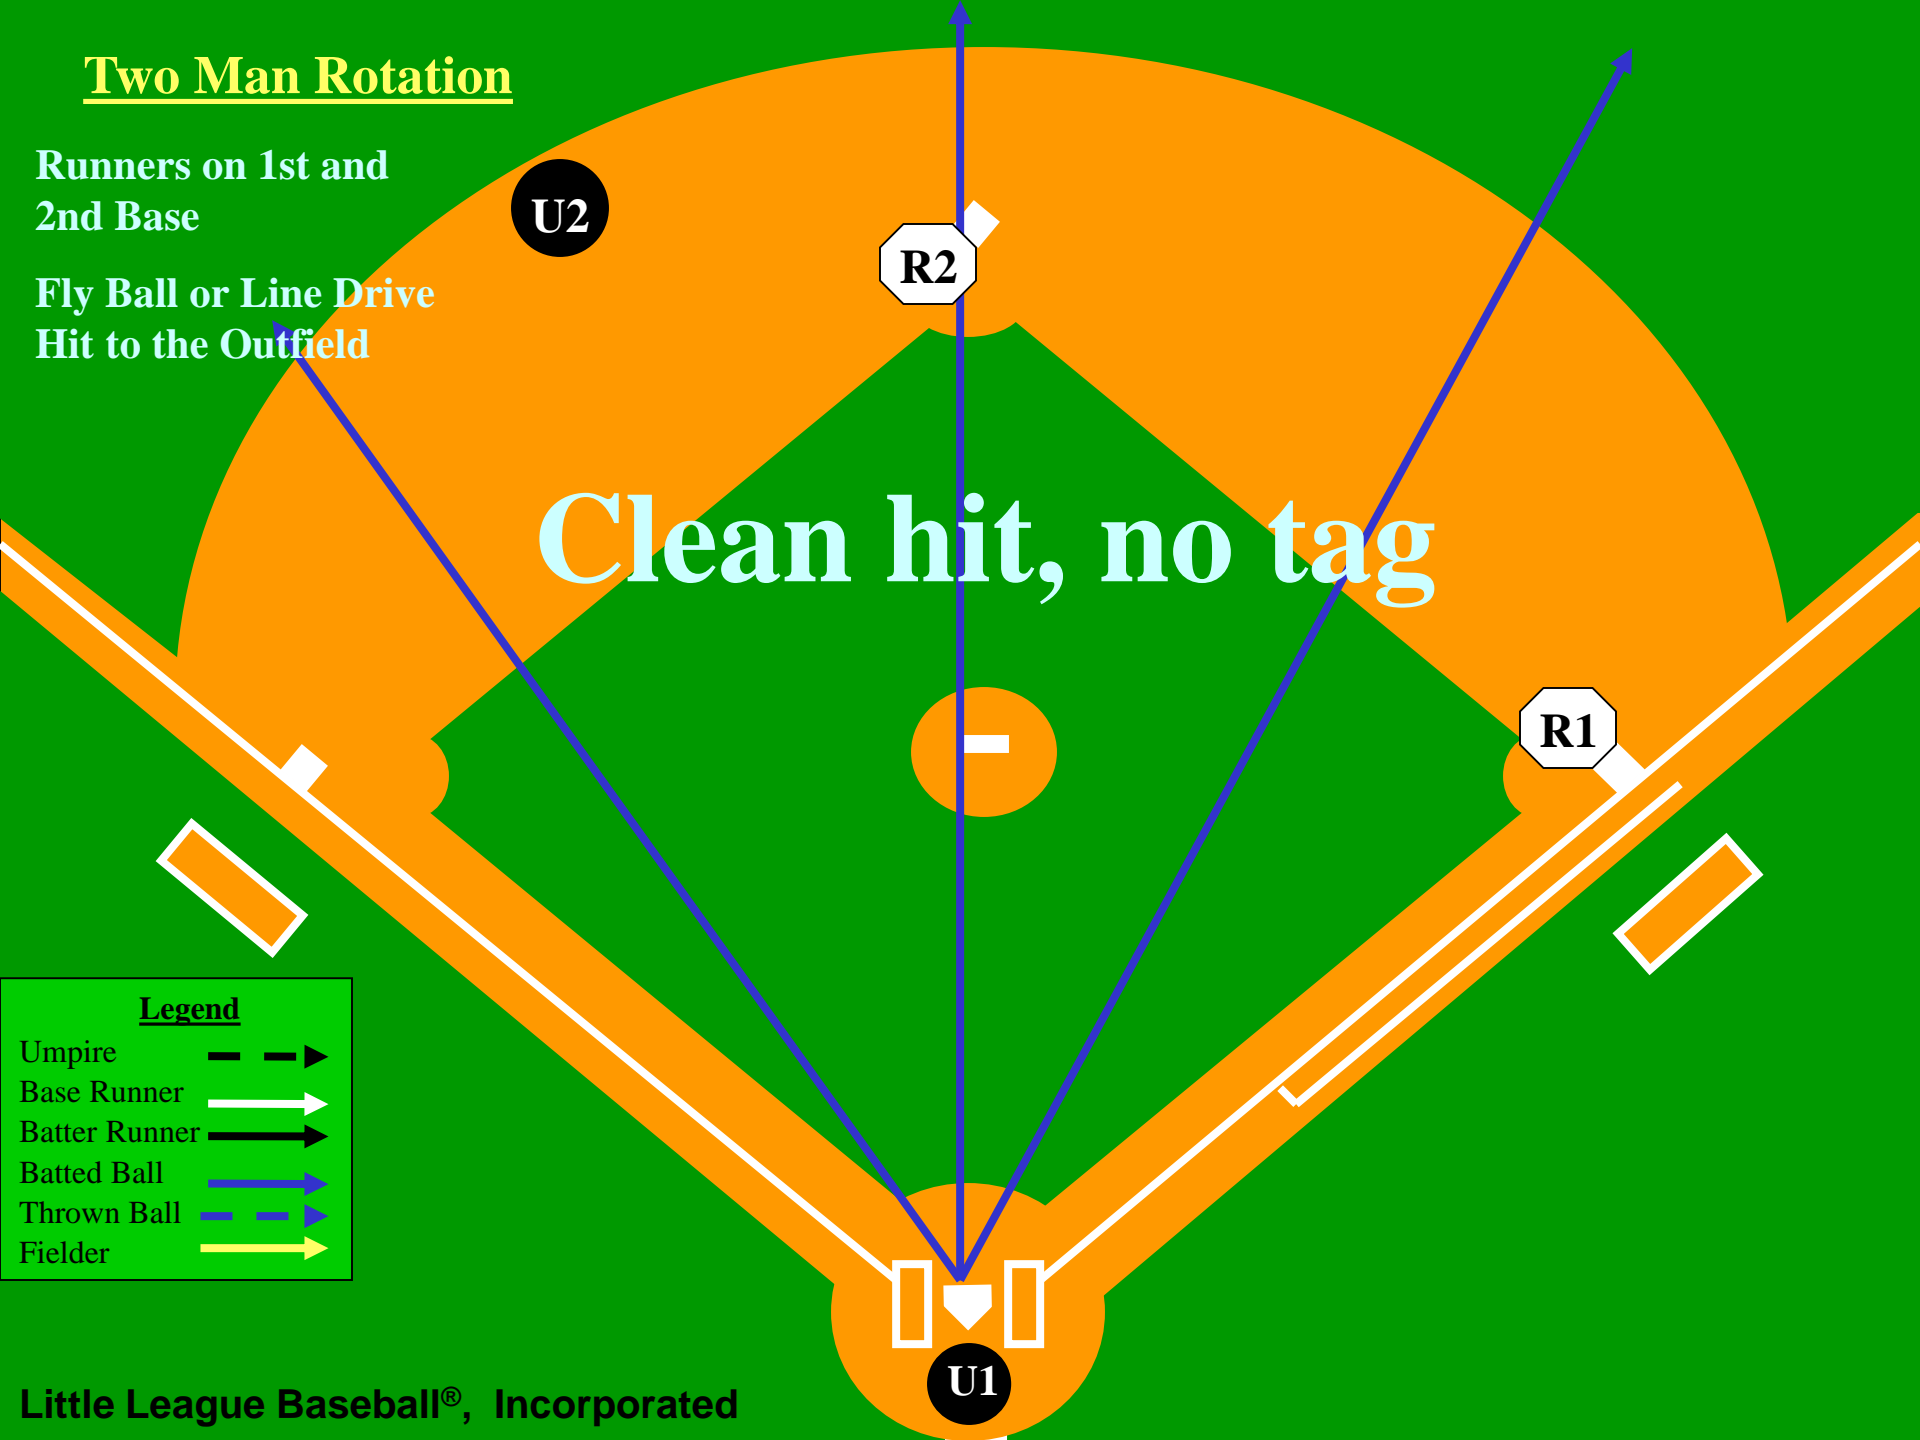 Two Man Rotation
Runners on 1st and
2nd Base
Fly Ball or Line Drive
Hit to the Outfield
U2
R2
Clean hit, no tag
R1
Legend
Umpire
Base Runner
Batter Runner
Batted Ball
Thrown Ball
Fielder
U1
Little League Baseball®, Incorporated